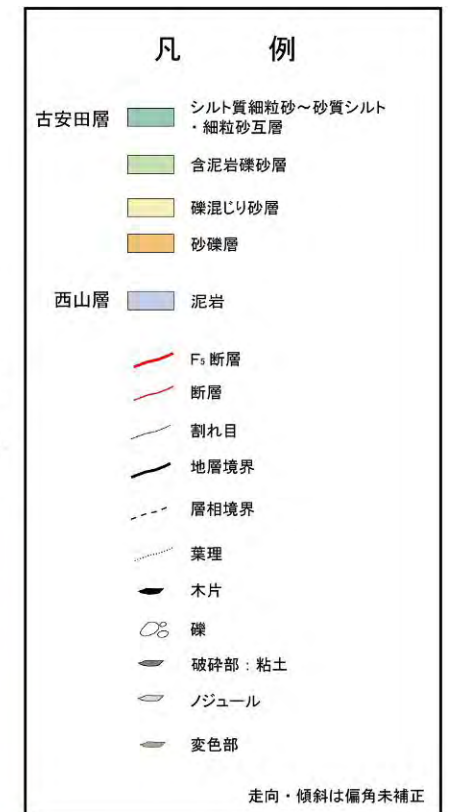 凡 例
古安田層 シルト質細粒砂～砂質シルト
・細粒砂互層
含泥岩礫砂層
礫混じり砂層
砂礫層
西山層 泥岩
F₅ 断層
断層
割れ目
地層境界
層相境界
葉理
木片
礫
破砕部：粘土
ノジュール
変色部
走向・傾斜は偏角未補正